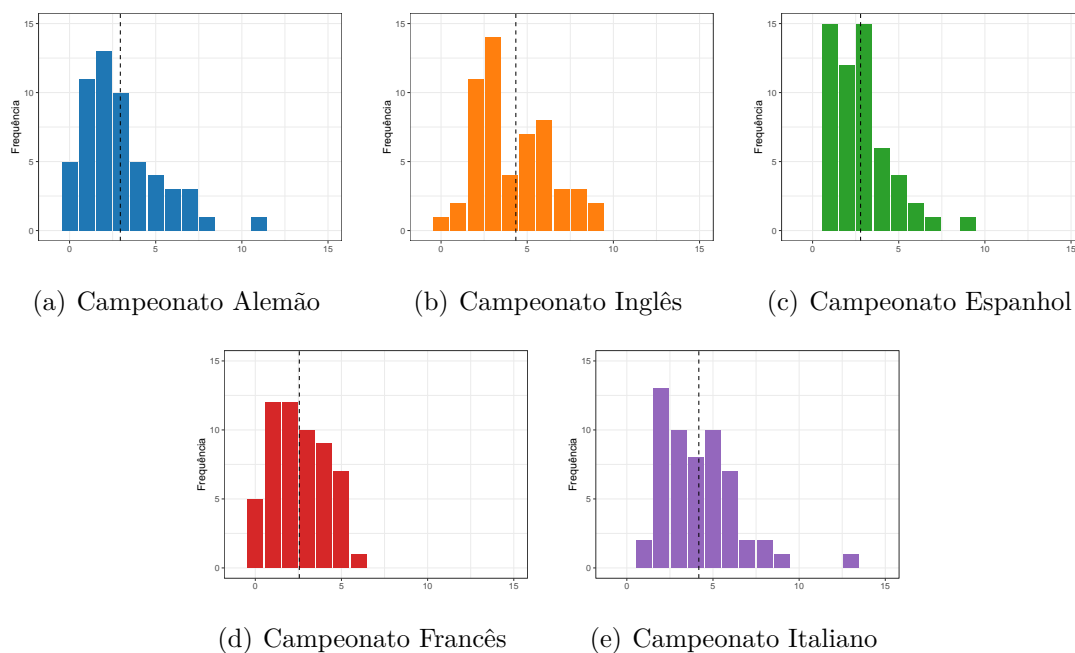 15
10
5
0
Frequência
0 5 10 15
(a) Campeonato Alemão
15
10
5
0
Frequência
0 5 10 15
(b) Campeonato Inglês
15
10
5
0
Frequência
0 5 10 15
(c) Campeonato Espanhol
15
10
5
0
Frequência
0 5 10 15
(d) Campeonato Francês
15
10
5
0
Frequência
0 5 10 15
(e) Campeonato Italiano